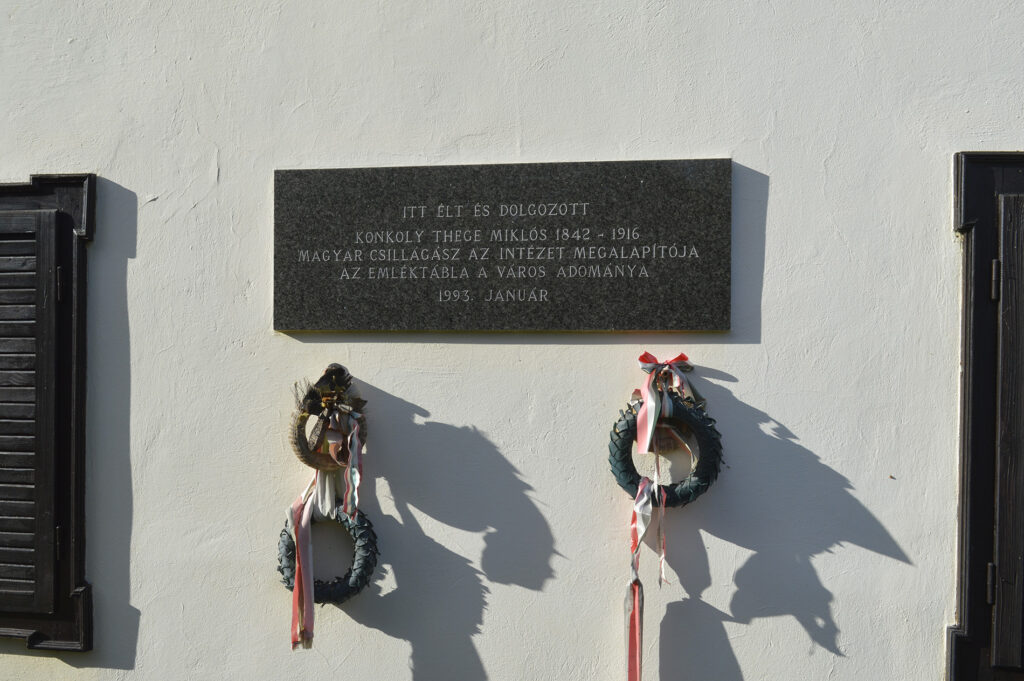 ITT ÉLT ÉS DOLGOZOTT
KONKOLY THEGE MIKLÓS 1842 - 1916
MAGYAR CSILLAGÁSZ AZ INTÉZET MEGALAPÍTÓJA
AZ EMLÉKTÁBLA A VÁROS ADOMÁNYA
1993. JANUÁR